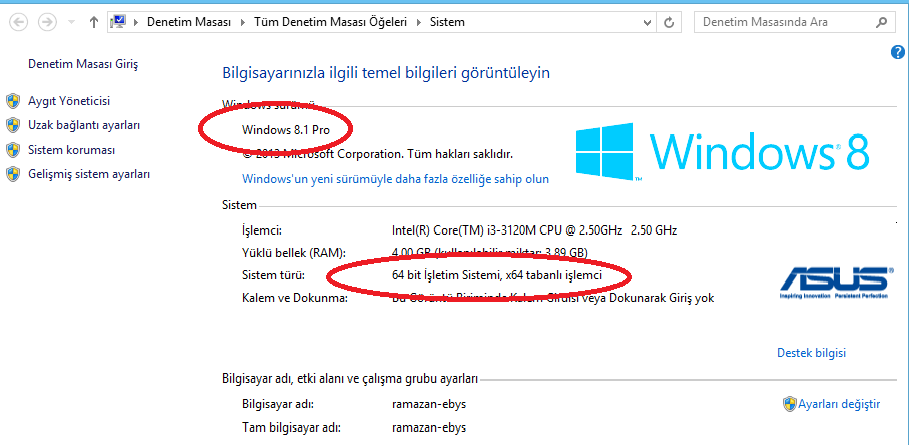 Denetim Masası Tüm Denetim Masası Öğeleri Sistem
Denetim Masasında Ara
Denetim Masası Giriş
Aygıt Yöneticisi
Uzak bağlantı ayarları
Sistem koruması
Gelişmiş sistem ayarları
Bilgisayarınızla ilgili temel bilgileri görüntüleyin
Windows sürümü
Windows 8.1 Pro
© 2013 Microsoft Corporation. Tüm hakları saklıdır.
Windows'un yeni sürümüyle daha fazla özelliğe sahip olun
Windows 8
Sistem
İşlemci: Intel(R) Core(TM) i3-3120M CPU @ 2.50GHz 2.50 GHz
Yüklü bellek (RAM): 4,00 GB (kullanılabilir miktar: 3,89 GB)
Sistem türü: 64 bit İşletim Sistemi, x64 tabanlı işlemci
Kalem ve Dokunma: Bu Görüntü Biriminde Kalem Girdisi veya Dokunarak Giriş yok
ASUS
Inspiring Innovation Persistent Perfection
Destek bilgisi
Bilgisayar adı, etki alanı ve çalışma grubu ayarları
Bilgisayar adı: ramazan-ebys
Ayarları değiştir
Tam bilgisayar adı: ramazan-ebys